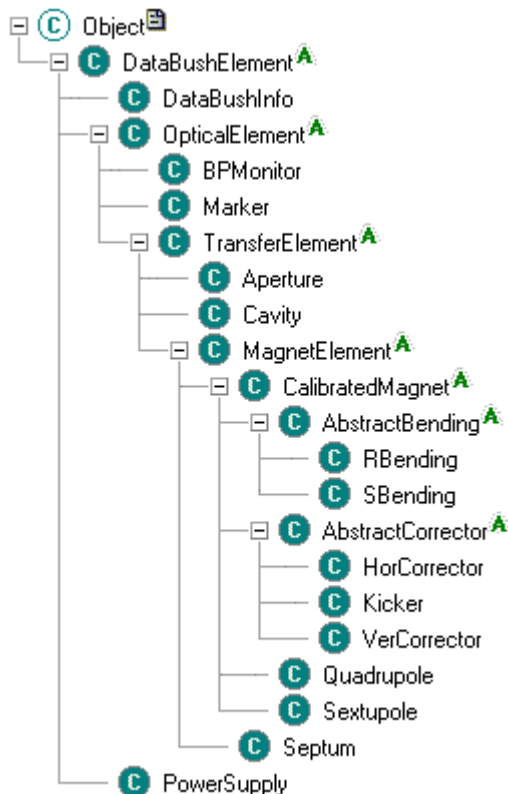 C Object
C DataBushElement A
C DataBushInfo
C OpticalElement A
C BPMonitor
C Marker
C TransferElement A
C Aperture
C Cavity
C MagnetElement A
C CalibratedMagnet A
C AbstractBending A
C RBending
C SBending
C AbstractCorrector A
C HorCorrector
C Kicker
C VerCorrector
C Quadrupole
C Sextupole
C Septum
C PowerSupply